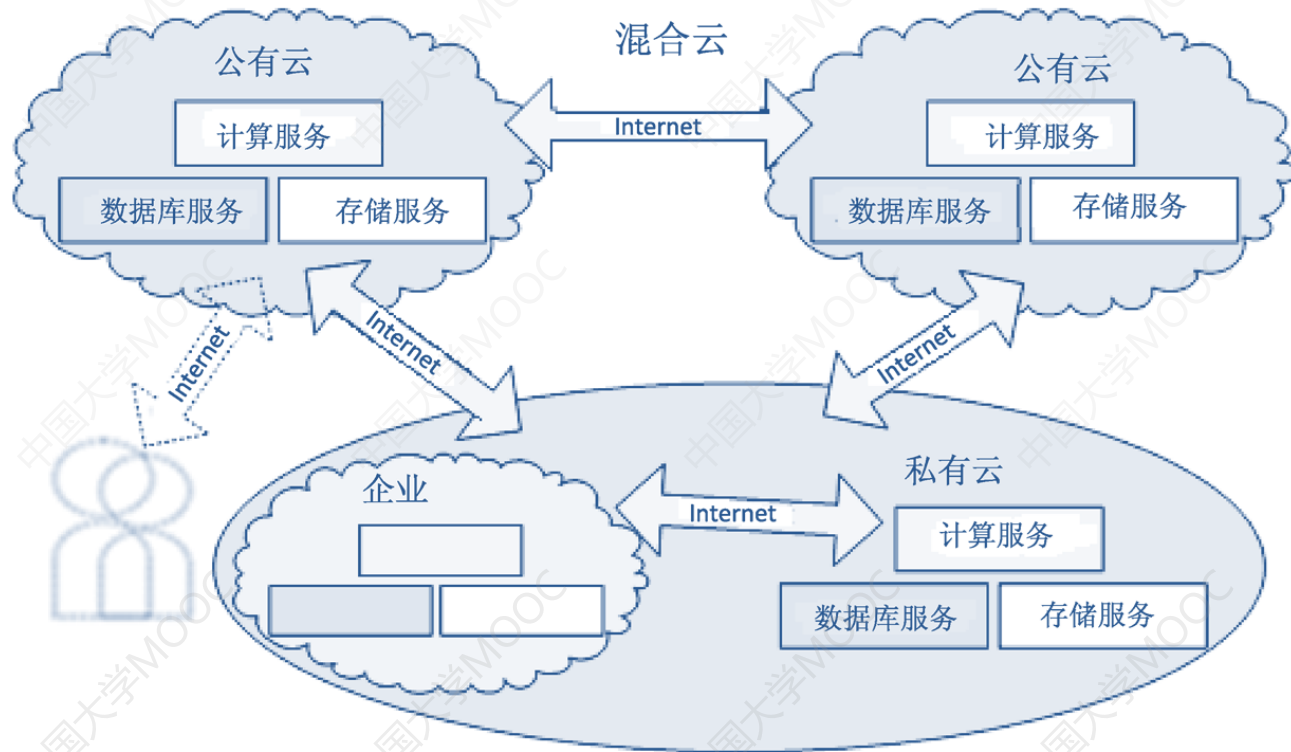 混合云
公有云
计算服务
数据库服务
存储服务
Internet
公有云
计算服务
数据库服务
存储服务
Internet
Internet
Internet
企业
Internet
私有云
计算服务
数据库服务
存储服务
中国大学MOOC